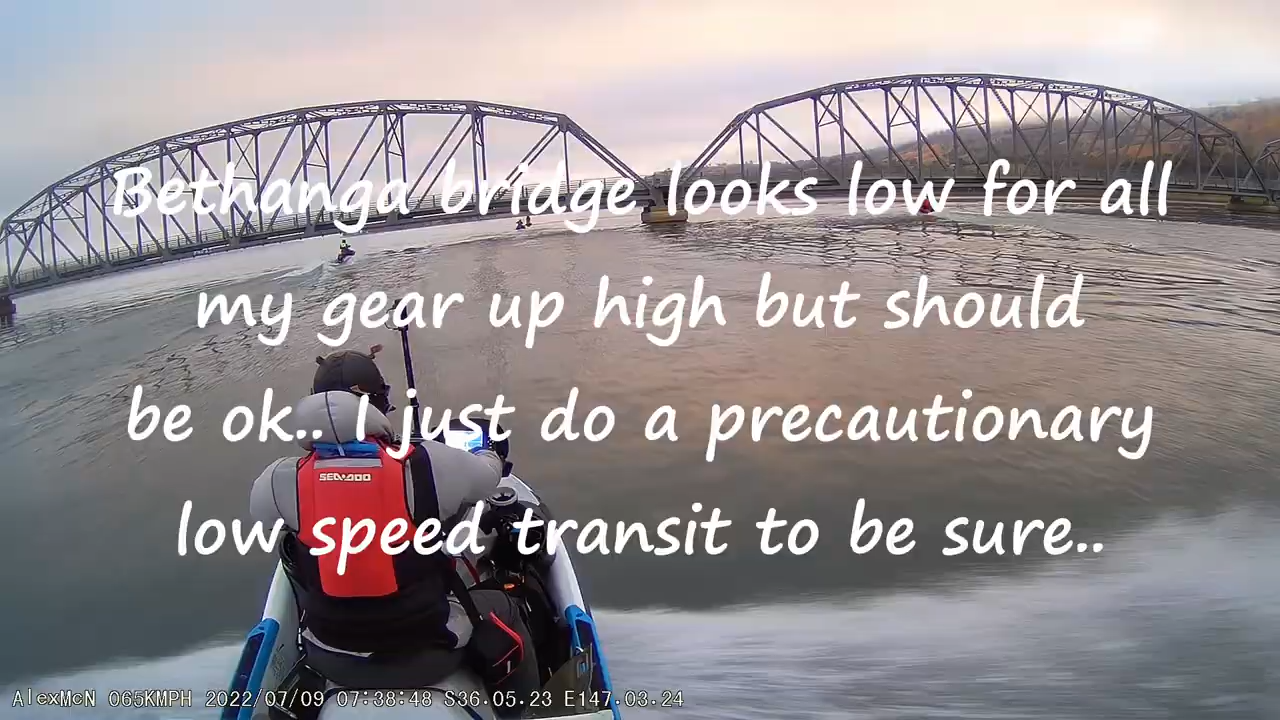 Bethanga bridge looks low for all
my gear up high but should
be ok.. I just do a precautionary
low speed transit to be sure..
SEA-DOO
AlexMcN 065KMPH 2022/07/09 07:38:48 S36.05.23 E147.03.24